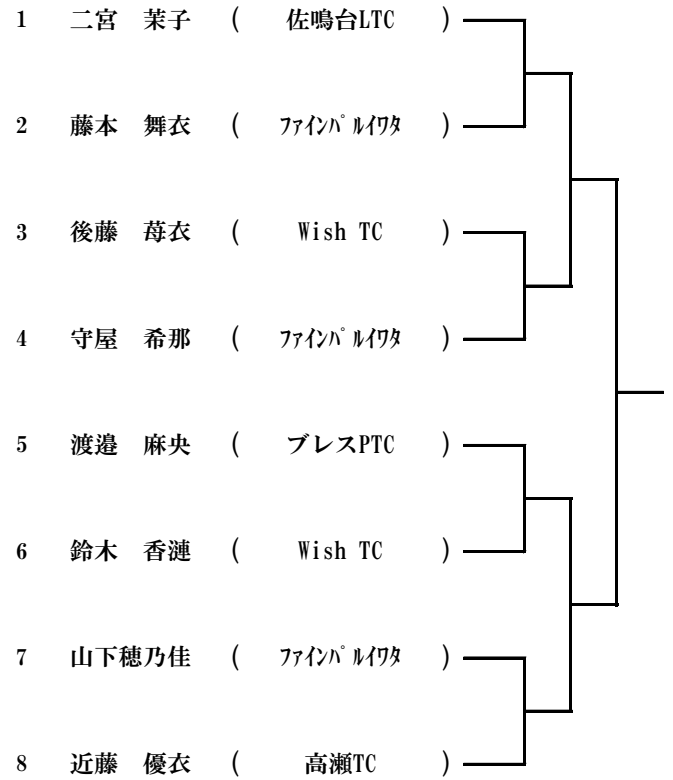 1 二宮 茉子 ( 佐鳴台LTC )
2 藤本 舞衣 ( ﾌｧｲﾝﾊﾟﾙｲﾜﾀ )
3 後藤 苺衣 ( Wish TC )
4 守屋 希那 ( ﾌｧｲﾝﾊﾟﾙｲﾜﾀ )
5 渡邉 麻央 ( ブレスPTC )
6 鈴木 香漣 ( Wish TC )
7 山下穂乃佳 ( ﾌｧｲﾝﾊﾟﾙｲﾜﾀ )
8 近藤 優衣 ( 高瀬TC )